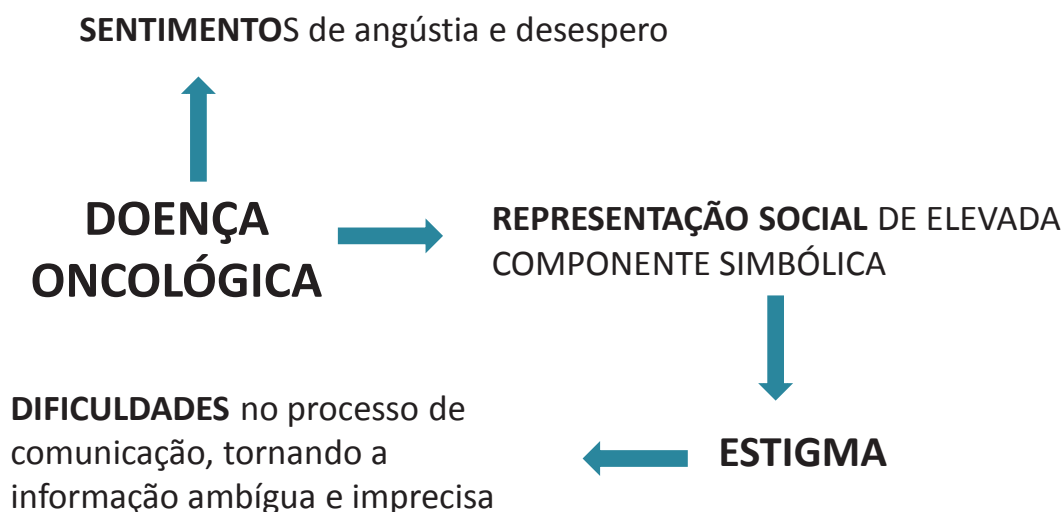 SENTIMENTOS de angústia e desespero
DOENÇA
ONCOLÓGICA
REPRESENTAÇÃO SOCIAL DE ELEVADA
COMPONENTE SIMBÓLICA
ESTIGMA
DIFICULDADES no processo de
comunicação, tornando a
informação ambígua e imprecisa